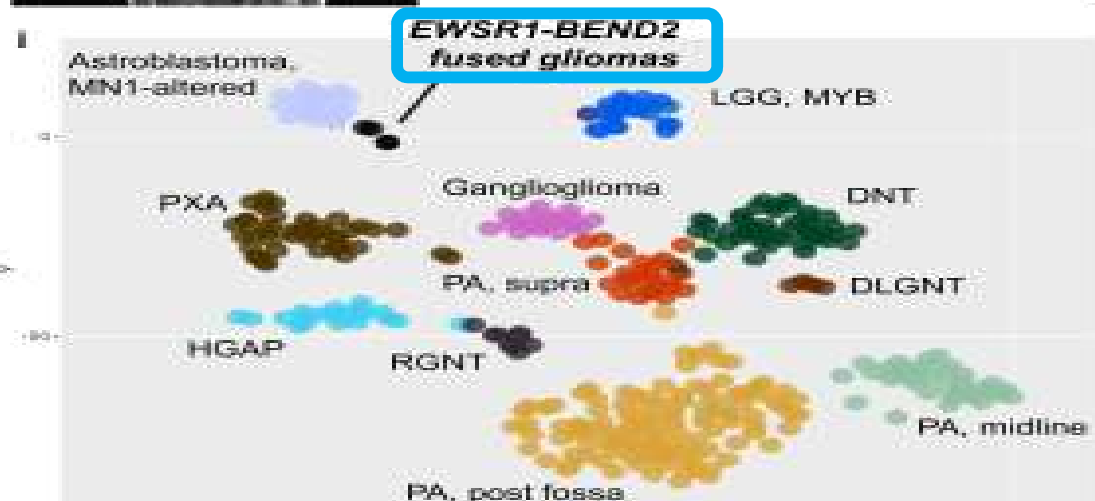 EWSR1-BEND2
fused gliomas
Astroblastoma,
MN1-altered
LGG, MYB
PXA
Ganglioglioma
DNT
PA, supra
DLGNT
HGAP
RGNT
PA, midline
PA, post fossa